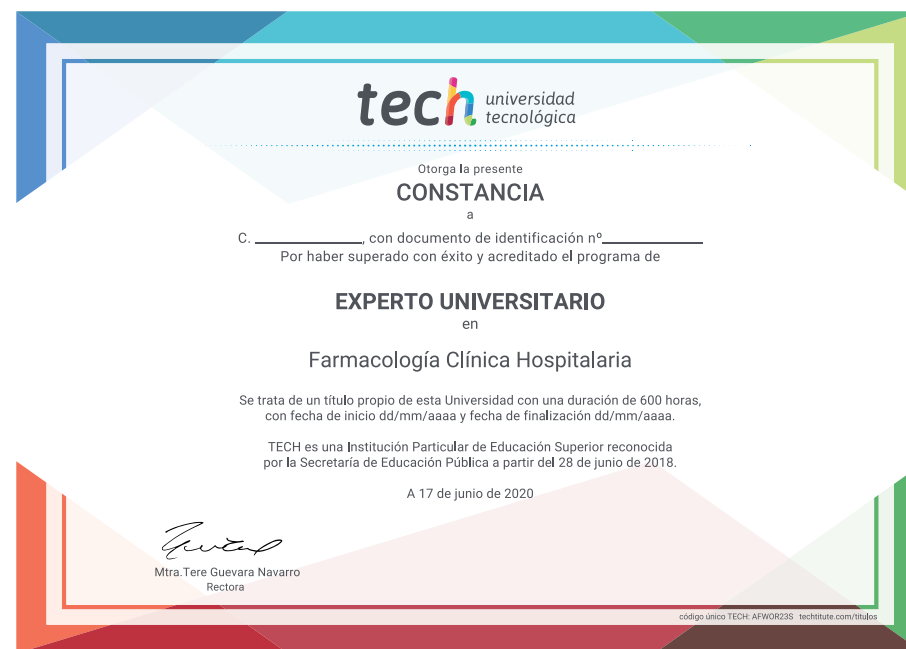 tech universidad
tecnológica
Otorga la presente
CONSTANCIA
a
C. ______________, con documento de identificación nº_____________
Por haber superado con éxito y acreditado el programa de
EXPERTO UNIVERSITARIO
en
Farmacología Clínica Hospitalaria
Se trata de un título propio de esta Universidad con una duración de 600 horas,
con fecha de inicio dd/mm/aaaa y fecha de finalización dd/mm/aaaa.
TECH es una Institución Particular de Educación Superior reconocida
por la Secretaría de Educación Pública a partir del 28 de junio de 2018.
A 17 de junio de 2020
Mtra.Tere Guevara Navarro
Rectora
código único TECH: AFWOR23S techtitute.com/titulos